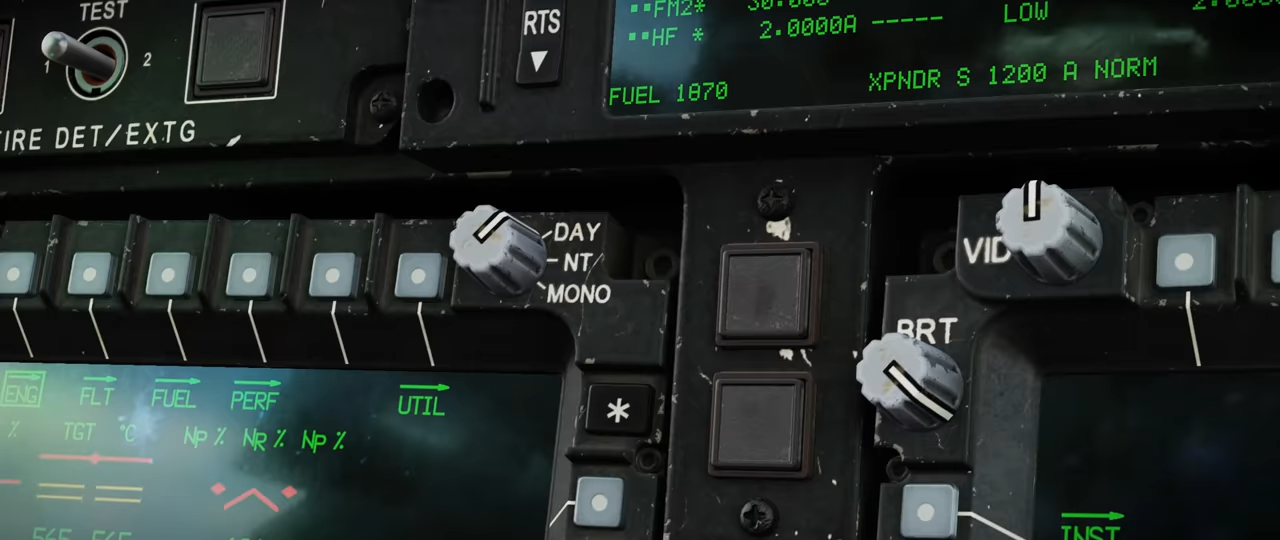 TEST
1 2
IRE DET/EXTG
RTS
▪▪FM2*
▪▪HF * 2.0000A ----- LOW
FUEL 1870 XPNDR S 1200 A NORM
DAY
NT
MONO
VID
BRT
*
ENG FLT FUEL PERF UTIL
% TGT °C Np % NR % Np %
INST